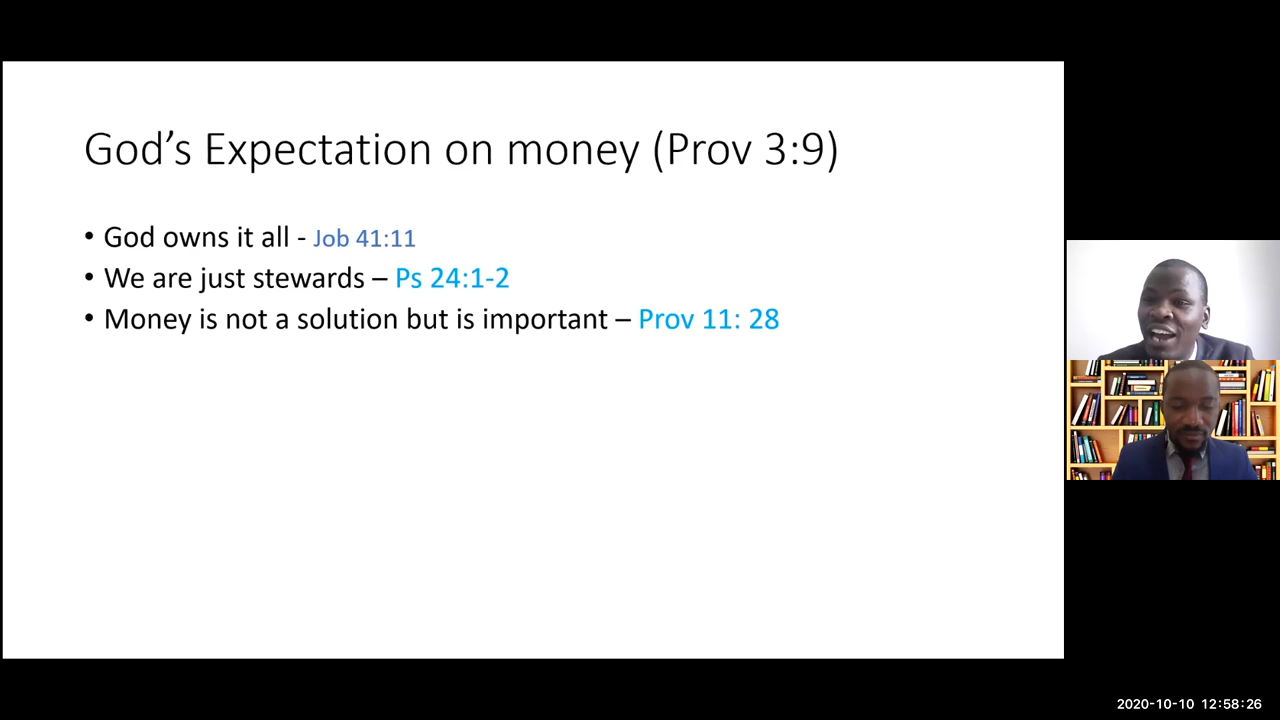 God’s Expectation on money (Prov 3:9)
• God owns it all - Job 41:11
• We are just stewards – Ps 24:1-2
• Money is not a solution but is important – Prov 11: 28
2020-10-10 12:58:26